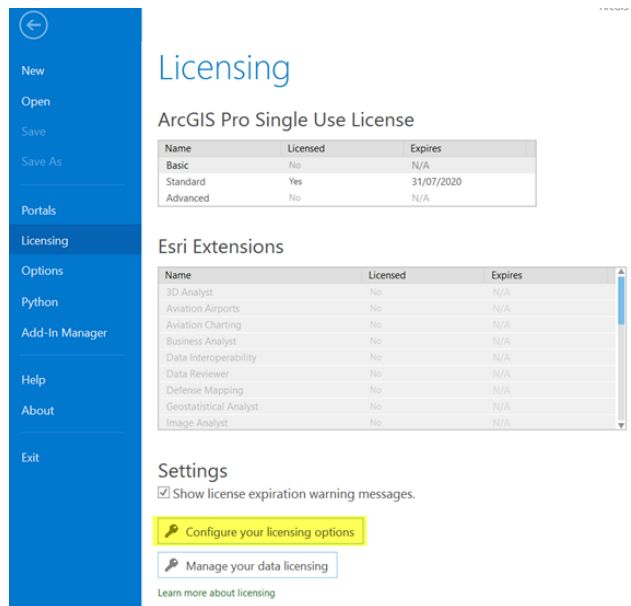 New
Open
Save
Save As
Portals
Licensing
Options
Python
Add-In Manager
Help
About
Exit
Licensing
ArcGIS Pro Single Use License
Name Licensed Expires
Basic No N/A
Standard Yes 31/07/2020
Advanced No N/A
Esri Extensions
Name Licensed Expires
3D Analyst No N/A
Aviation Airports No N/A
Aviation Charting No N/A
Business Analyst No N/A
Data Interoperability No N/A
Data Reviewer No N/A
Defense Mapping No N/A
Geostatistical Analyst No N/A
Image Analyst No N/A
Settings
Show license expiration warning messages.
Configure your licensing options
Manage your data licensing
Learn more about licensing